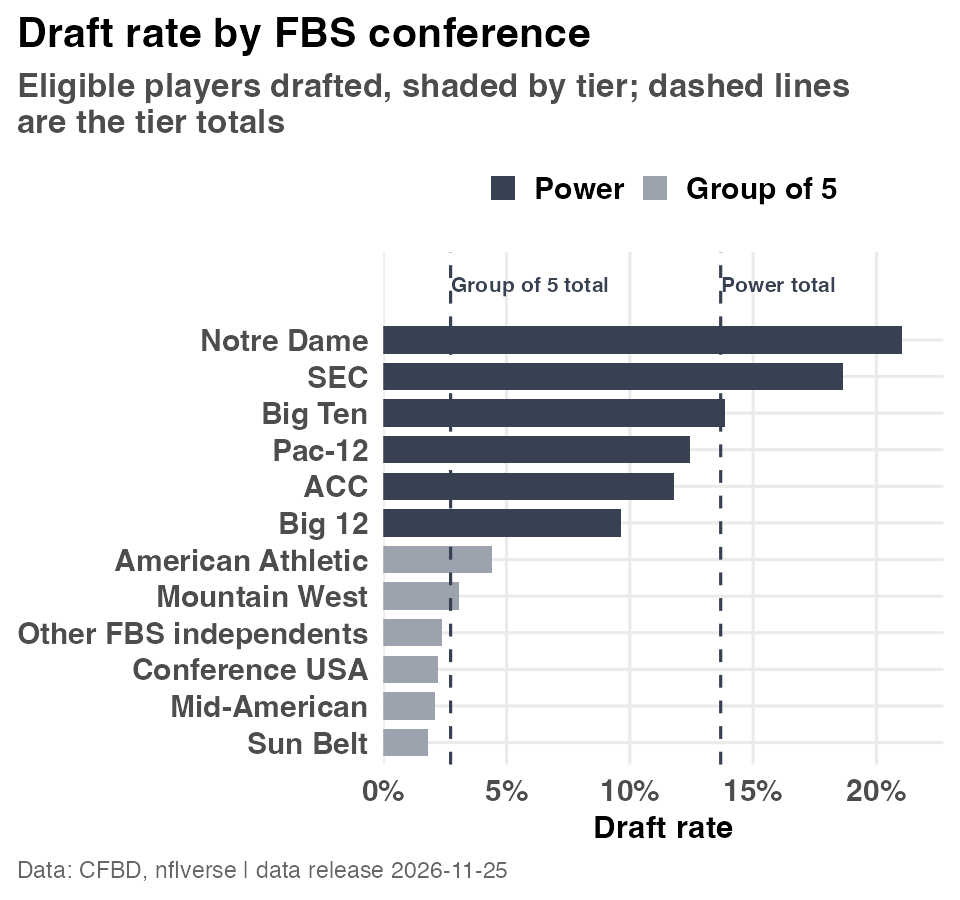 Draft rate by FBS conference
Eligible players drafted, shaded by tier; dashed lines
are the tier totals
Power
Group of 5
Group of 5 total
Power total
Notre Dame
SEC
Big Ten
Pac-12
ACC
Big 12
American Athletic
Mountain West
Other FBS independents
Conference USA
Mid-American
Sun Belt
0% 5% 10% 15% 20%
Draft rate
Data: CFBD, nflverse | data release 2026-11-25